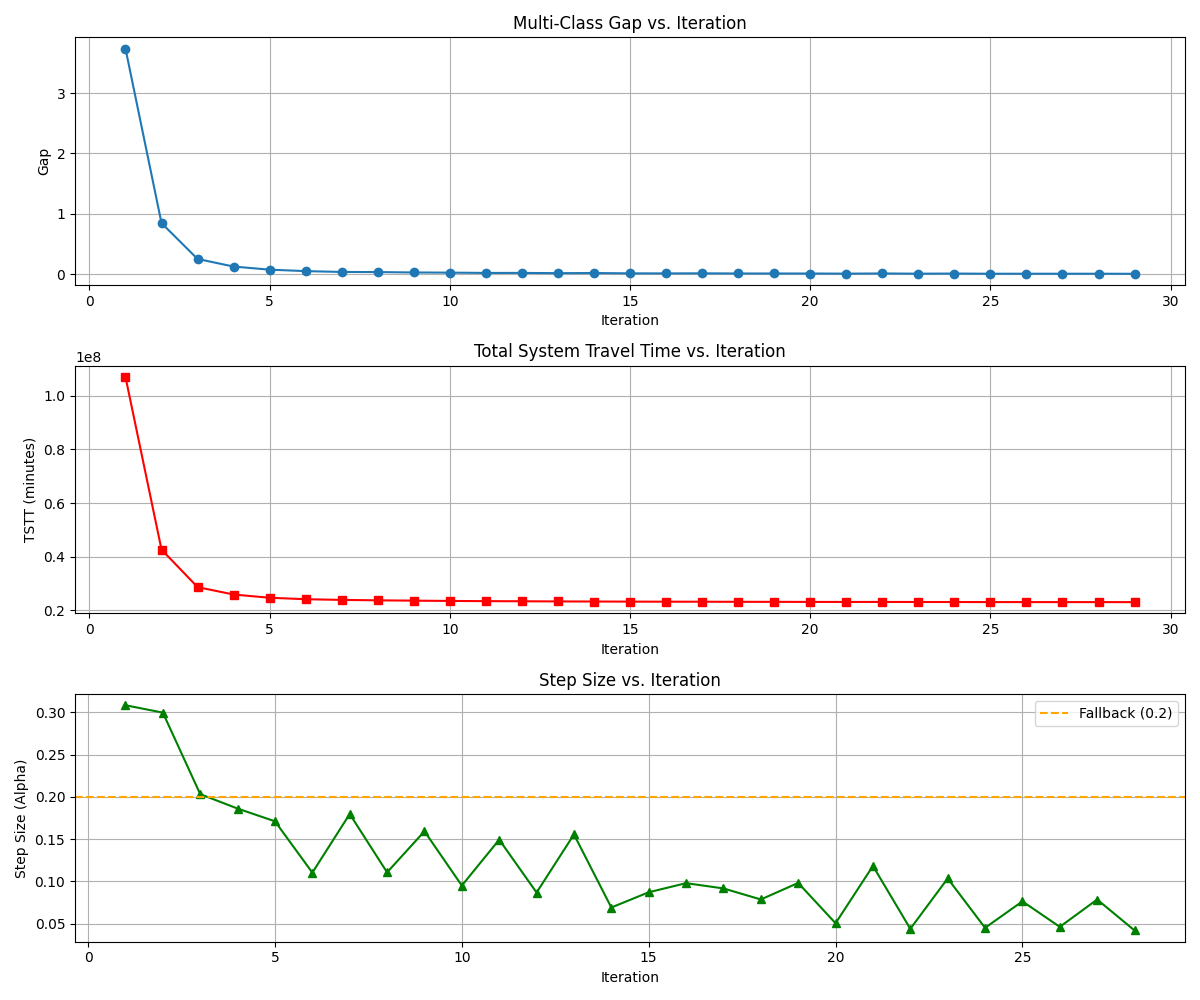 Multi-Class Gap vs. Iteration
Gap
3
2
1
0
0 5 10 15 20 25 30
Iteration
Total System Travel Time vs. Iteration
1e8
TSTT (minutes)
1.0
0.8
0.6
0.4
0.2
0 5 10 15 20 25 30
Iteration
Step Size vs. Iteration
Fallback (0.2)
Step Size (Alpha)
0.30
0.25
0.20
0.15
0.10
0.05
0 5 10 15 20 25
Iteration